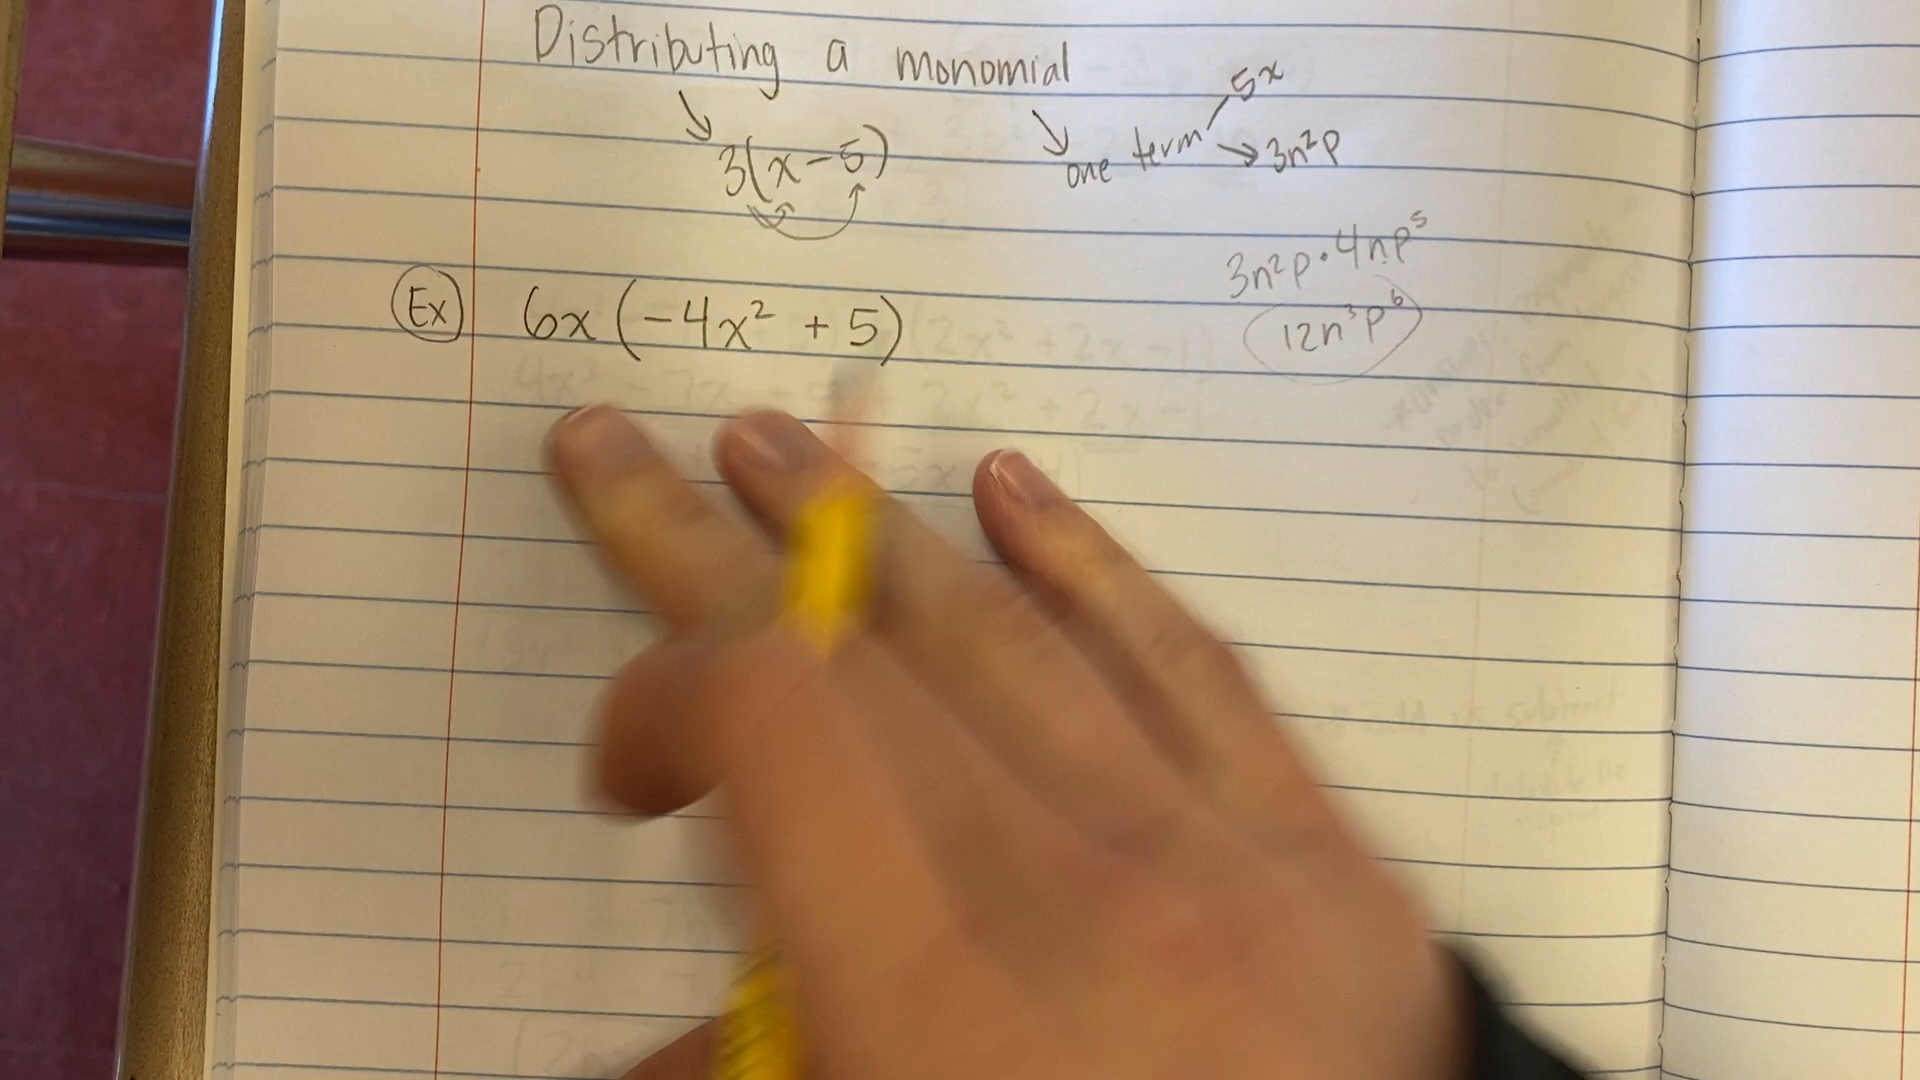 Distributing a monomial
5x
3(x-5)
one term → 3n²p
3n²p · 4np⁵
Ex 6x(-4x² + 5)
12n³p⁶